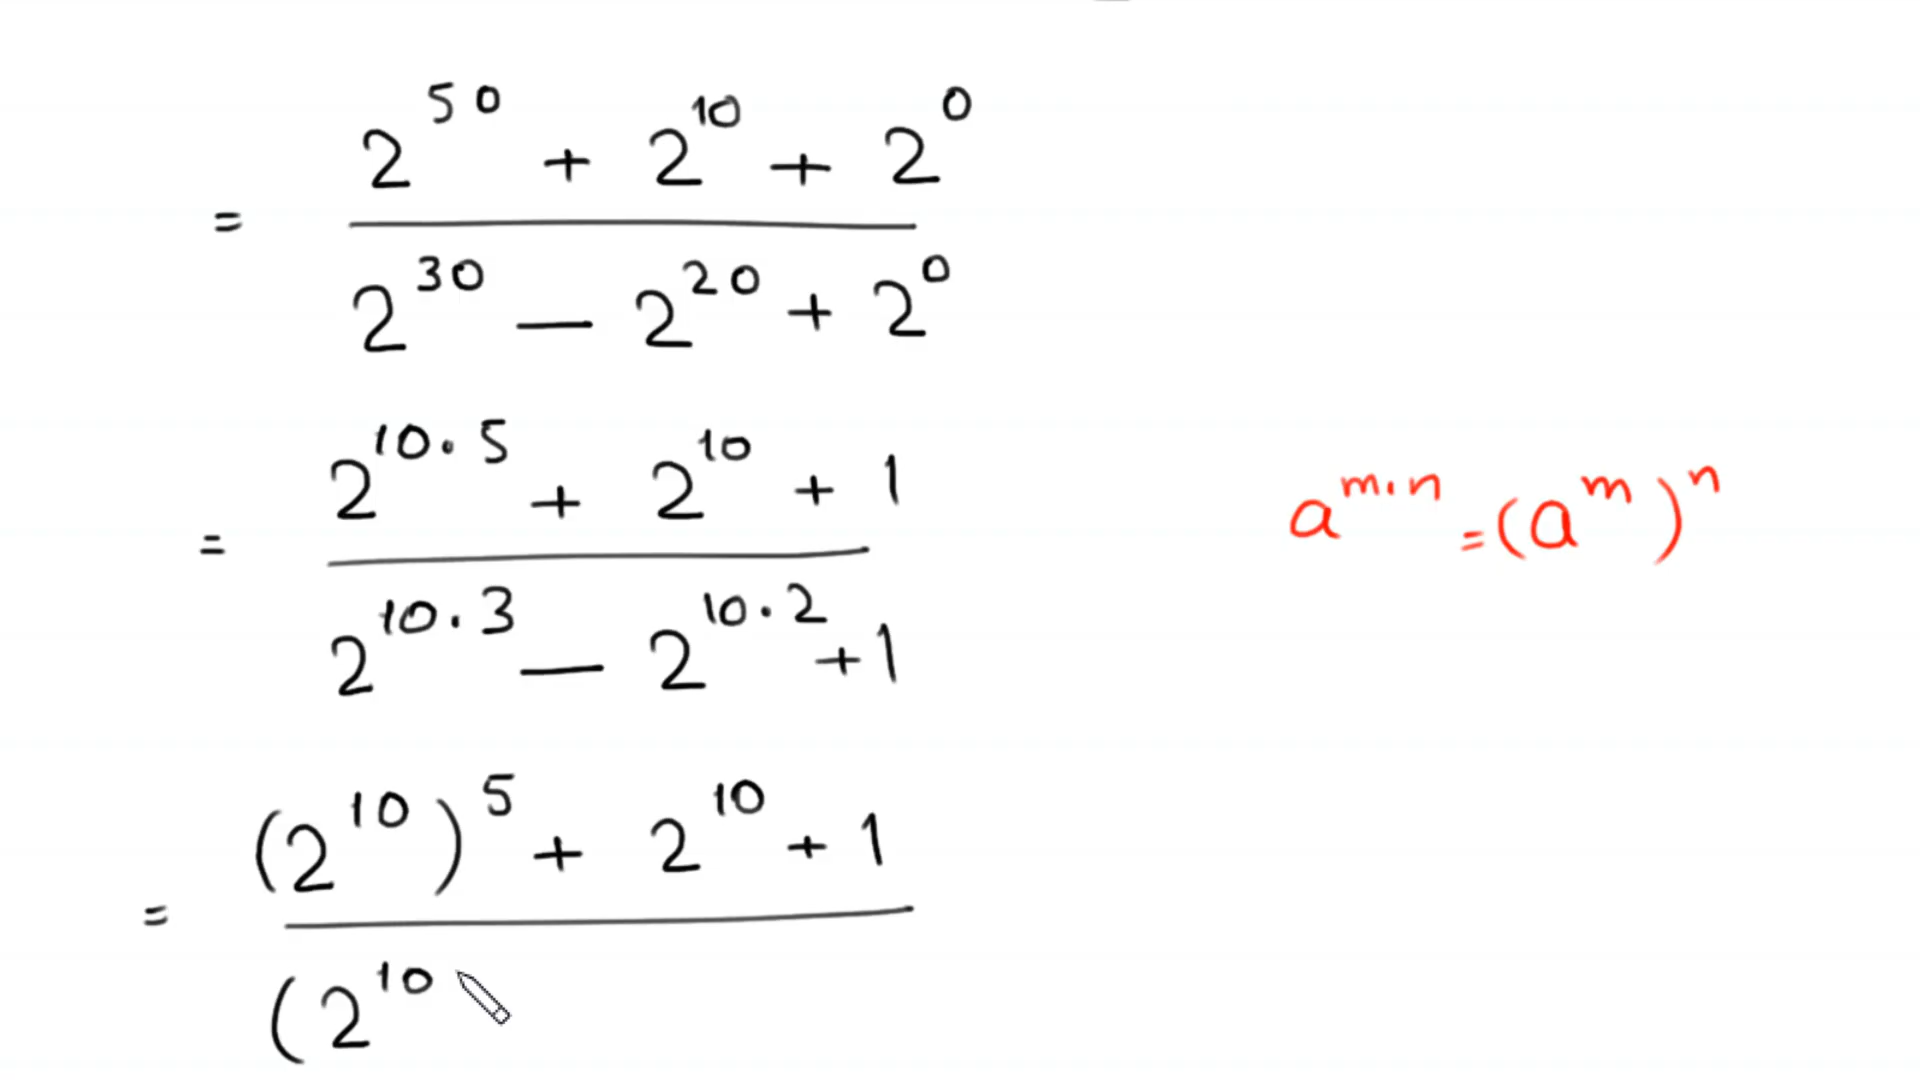 2^50 + 2^10 + 2^0
=
2^30 − 2^20 + 2^0
2^10·5 + 2^10 + 1
=
2^10·3 − 2^10·2 + 1
a^m·n = (a^m)^n
(2^10)^5 + 2^10 + 1
=
(2^10